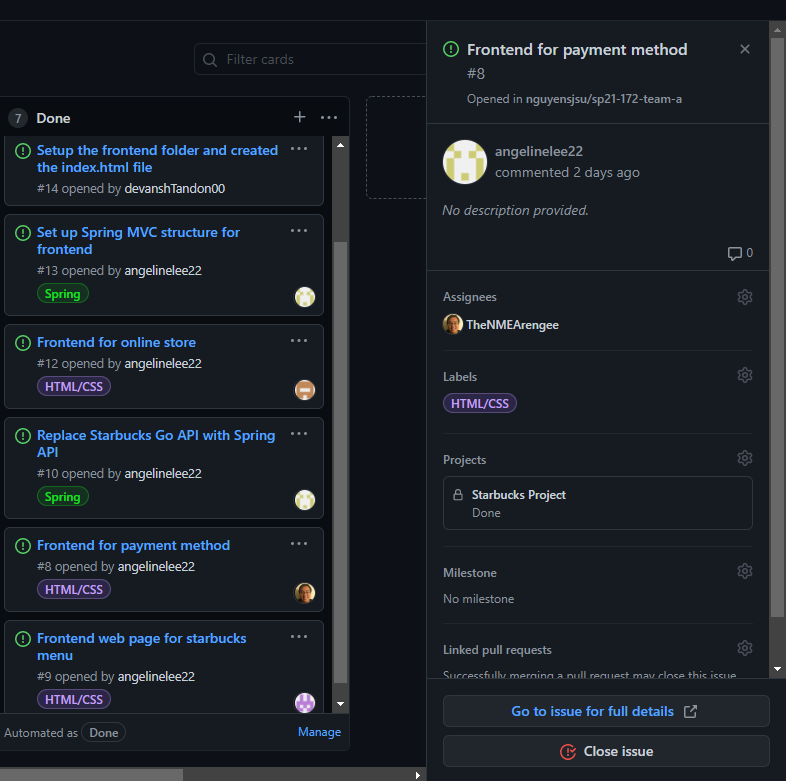 Filter cards
7 Done
Setup the frontend folder and created
the index.html file
#14 opened by devanshTandon00
Set up Spring MVC structure for
frontend
#13 opened by angelinelee22
Spring
Frontend for online store
#12 opened by angelinelee22
HTML/CSS
Replace Starbucks Go API with Spring
API
#10 opened by angelinelee22
Spring
Frontend for payment method
#8 opened by angelinelee22
HTML/CSS
Frontend web page for starbucks
menu
#9 opened by angelinelee22
HTML/CSS
Automated as Done
Manage
Frontend for payment method
#8
Opened in nguyensjsu/sp21-172-team-a
angelinelee22
commented 2 days ago
No description provided.
0
Assignees
TheNMEArengee
Labels
HTML/CSS
Projects
Starbucks Project
Done
Milestone
No milestone
Linked pull requests
Successfully merging a pull request may close this issue.
Go to issue for full details
Close issue